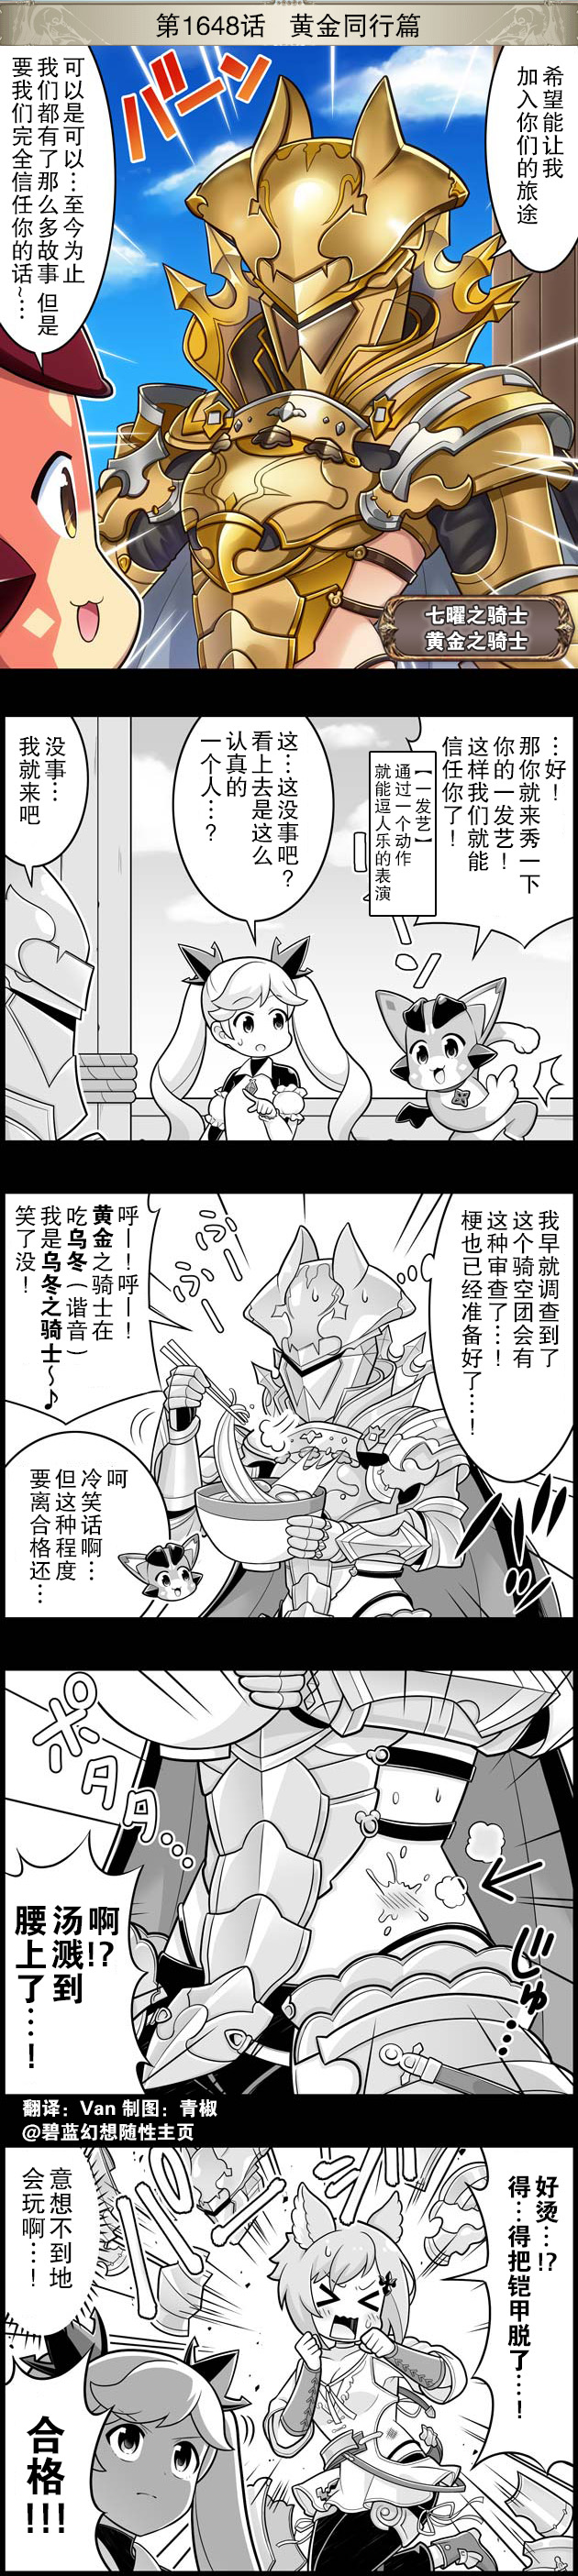 第1648话　黄金同行篇
希望能让我
加入你们的旅途
バーン
可以是可以…至今为止
我们都有了那么多故事 但是
要我们完全信任你的话~…
七曜之骑士
黄金之骑士
…好！
那你就来秀一下
你的一发艺！
这样我们就能
信任你了！
【一发艺】
通过一个动作
就能逗人乐的表演
这…这没事吧？
看上去是这么
认真的
一个人…？
没事…
我就来吧
我早就调查到了
这个骑空团会有
这种审查了…！
梗也已经准备好了…！
呼ー！呼ー！
黄金之骑士在
吃乌冬（谐音）
我是乌冬之骑士~♪
笑了没！
ふー
ふー
呵
冷笑话啊…
但这种程度
要离合格还…
ポタタ…
じゅ…
啊!?
汤溅到
腰上了…！
翻译：Van 制图：青椒
@碧蓝幻想随性主页
好烫…!?
得…得把铠甲脱了…！
意想不到地
会玩啊…！
合格!!!